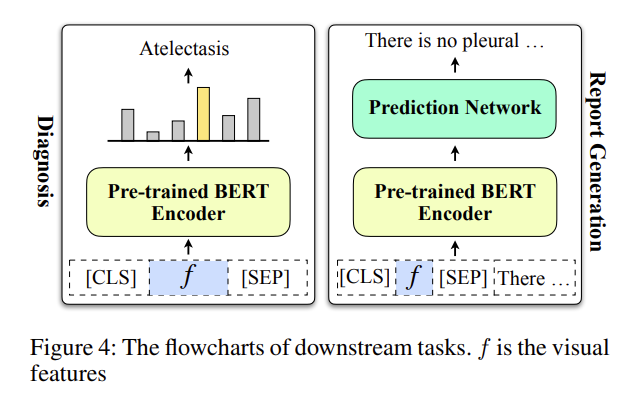 Diagnosis
Atelectasis
Pre-trained BERT
Encoder
[CLS] f [SEP]
There is no pleural ...
Prediction Network
Pre-trained BERT
Encoder
[CLS] f [SEP] There ...
Report Generation
Figure 4: The flowcharts of downstream tasks. f is the visual
features